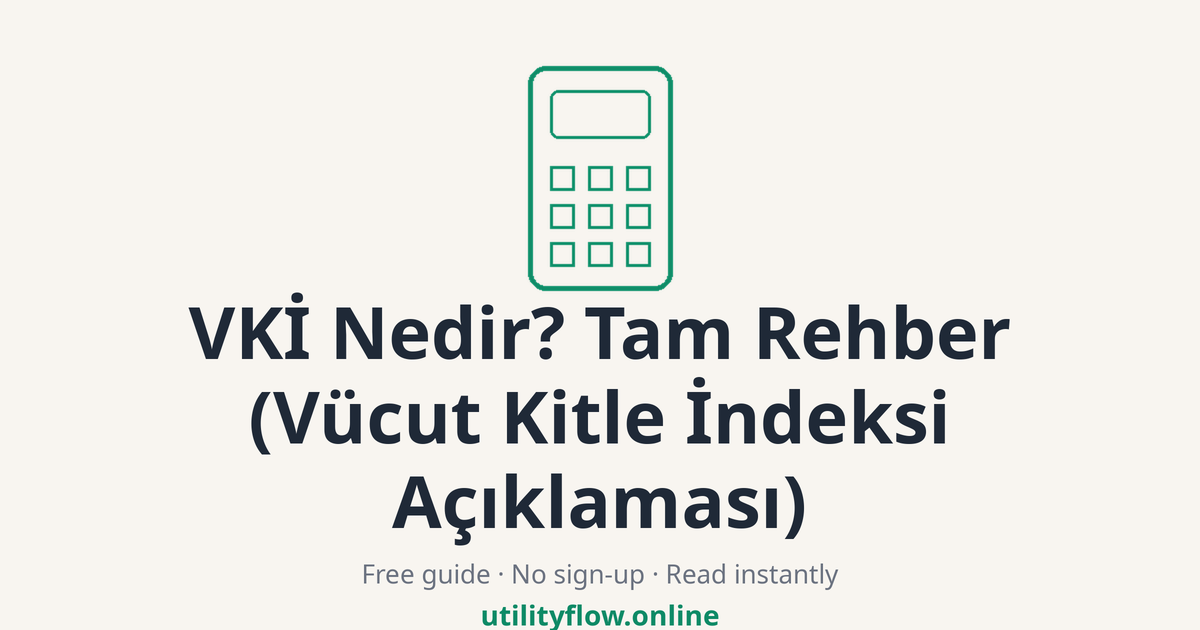 VKİ Nedir? Tam Rehber
(Vücut Kitle İndeksi
Açıklaması)
Free guide · No sign-up · Read instantly
utilityflow.online